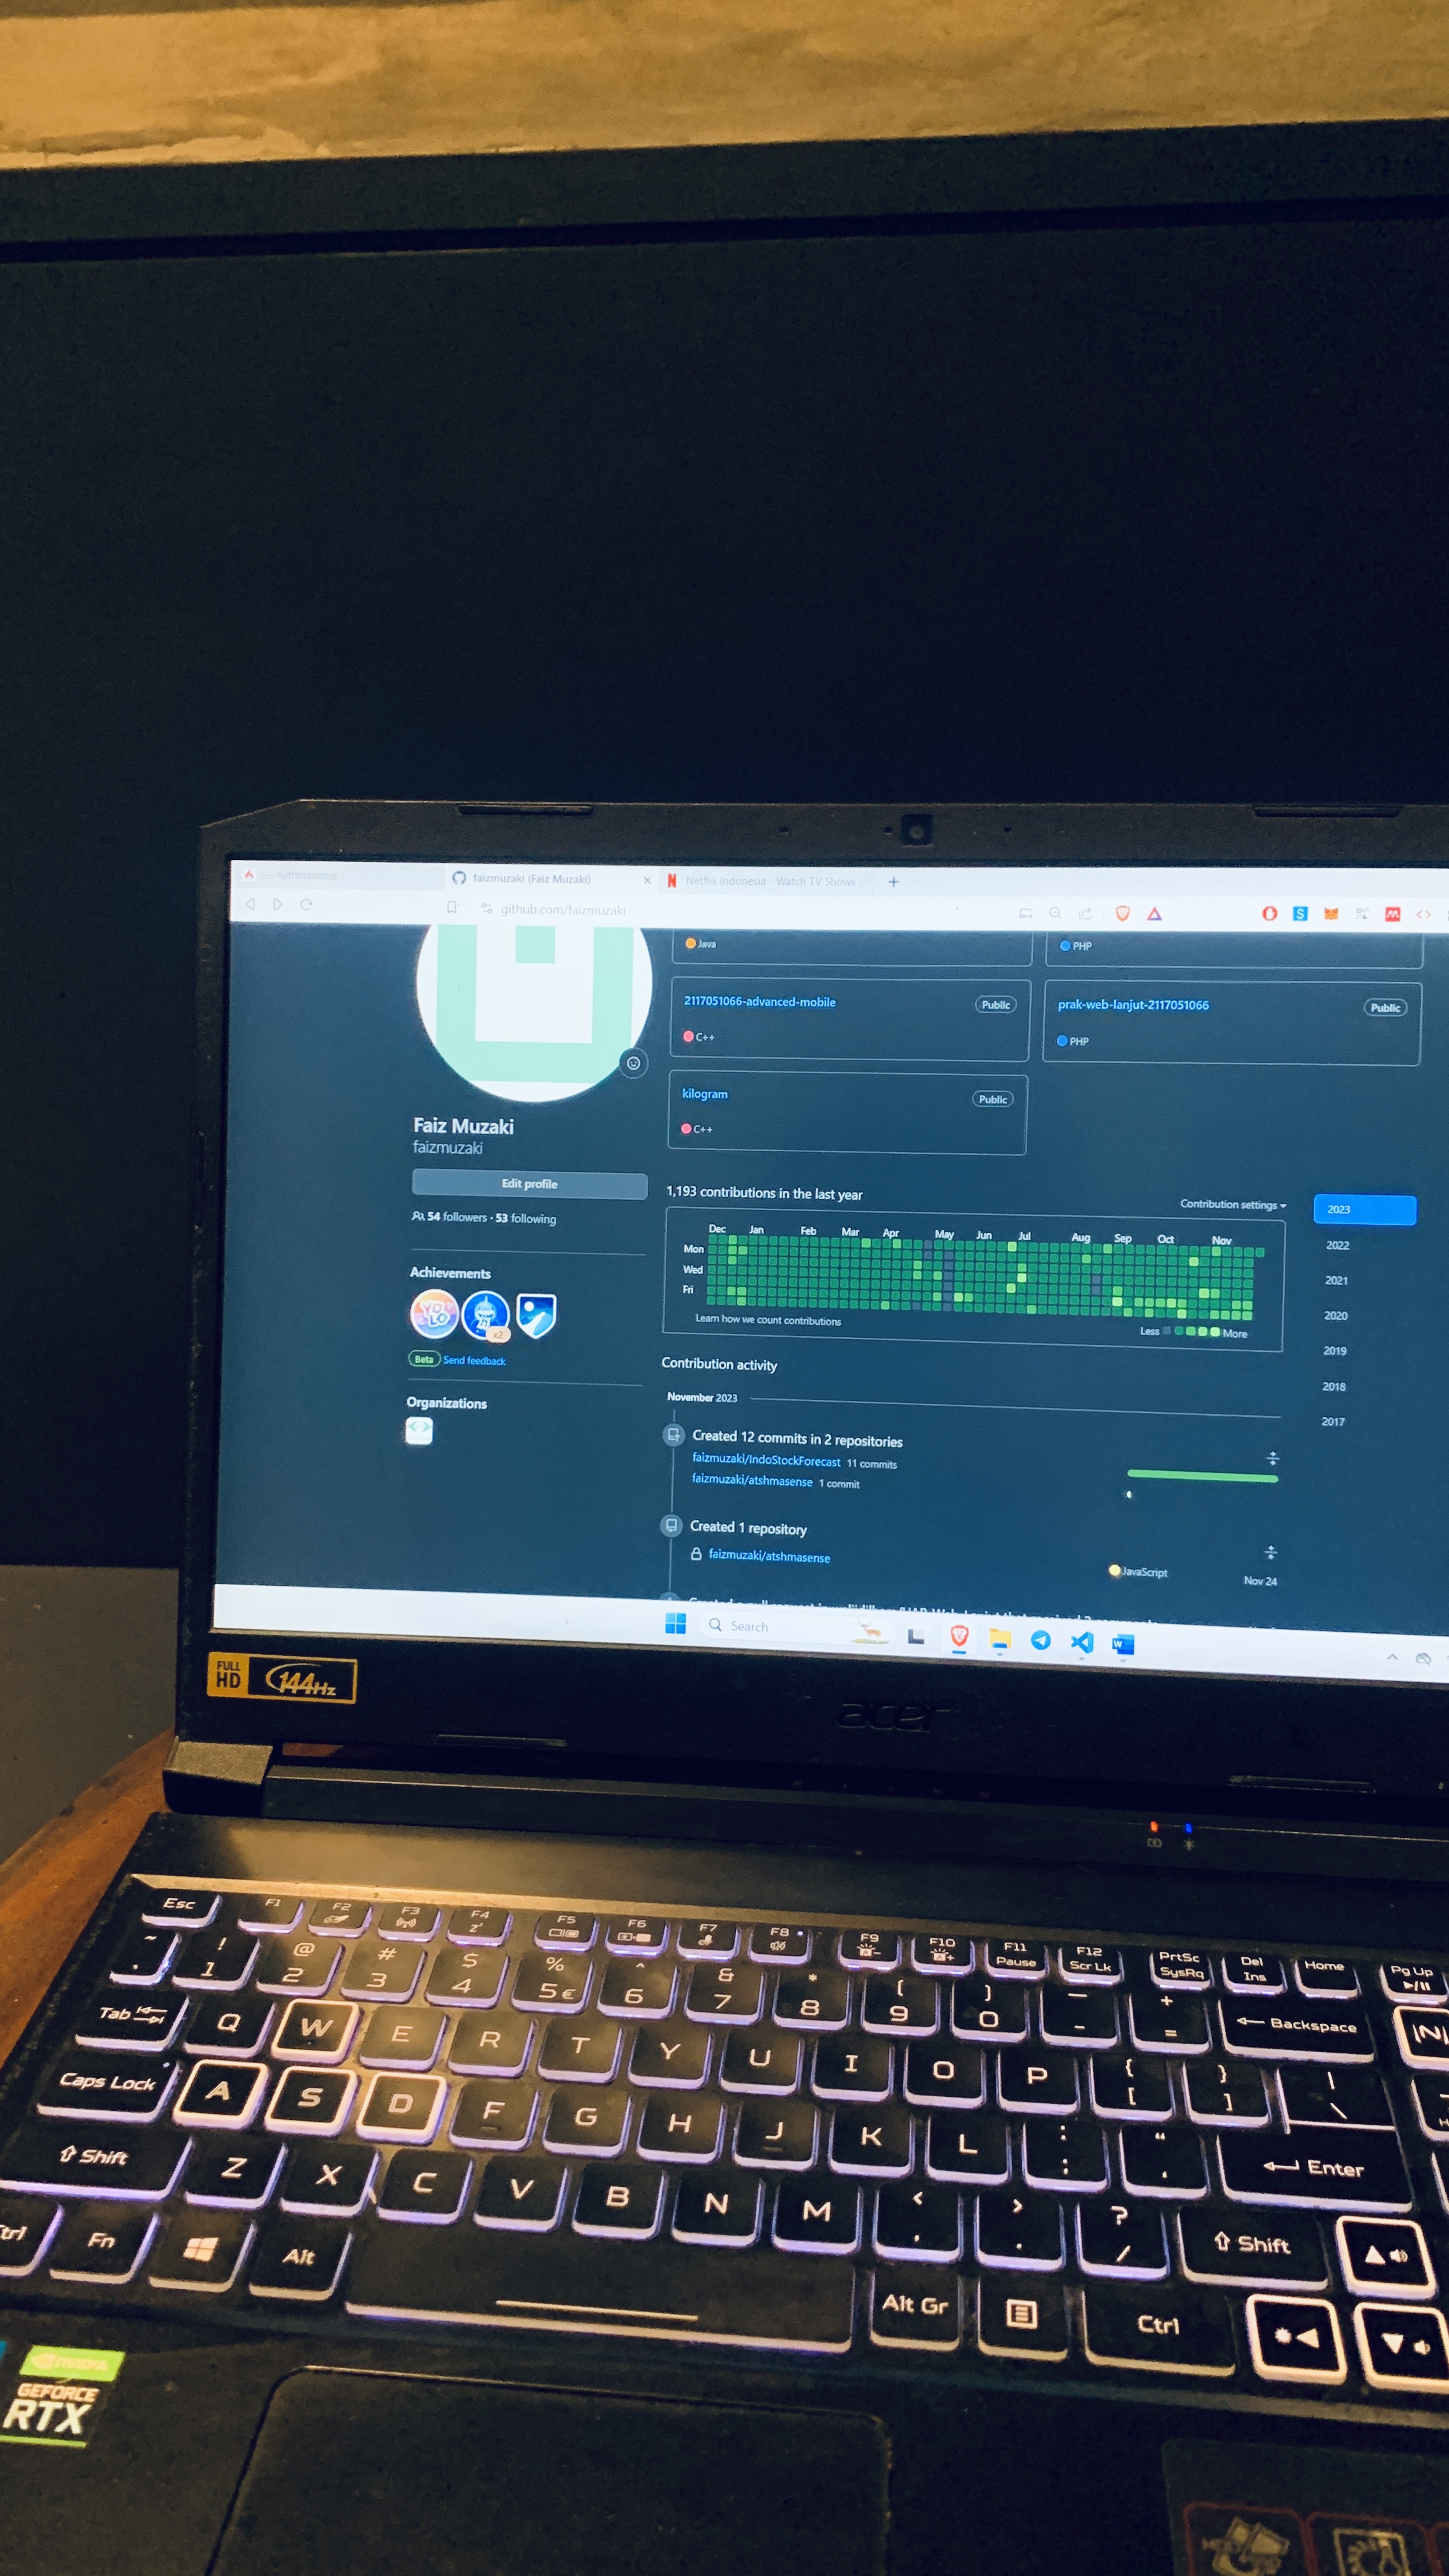 Asthmasense
faizmuzaki (Faiz Muzaki)
Netflix Indonesia - Watch TV Shows
github.com/faizmuzaki
Java
PHP
2117051066-advanced-mobile
Public
C++
prak-web-lanjut-2117051066
Public
PHP
kilogram
Public
C++
Faiz Muzaki
faizmuzaki
Edit profile
54 followers · 53 following
Achievements
YOLO
x2
Beta Send feedback
Organizations
1,193 contributions in the last year
Contribution settings
Dec Jan Feb Mar Apr May Jun Jul Aug Sep Oct Nov
Mon
Wed
Fri
Learn how we count contributions
Less More
2023
2022
2021
2020
2019
2018
2017
Contribution activity
November 2023
Created 12 commits in 2 repositories
faizmuzaki/IndoStockForecast 11 commits
faizmuzaki/atshmasense 1 commit
Created 1 repository
faizmuzaki/atshmasense
JavaScript
Nov 24
Search
FULL HD
144Hz
acer
Esc F1 F2 F3 F4 F5 F6 F7 F8 F9 F10 F11 Pause F12 Scr Lk PrtSc SysRq Del Ins Home Pg Up
~ ! 1 @ 2 # 3 $ 4 % 5 € ^ 6 & 7 * 8 ( 9 ) 0 — - + = Backspace
Tab Q W E R T Y U I O P { [ } ] | \
Caps Lock A S D F G H J K L : ; “ ‘ Enter
Shift Z X C V B N M < , > . ? / Shift
Ctrl Fn Alt Alt Gr Ctrl
NVIDIA
GEFORCE
RTX